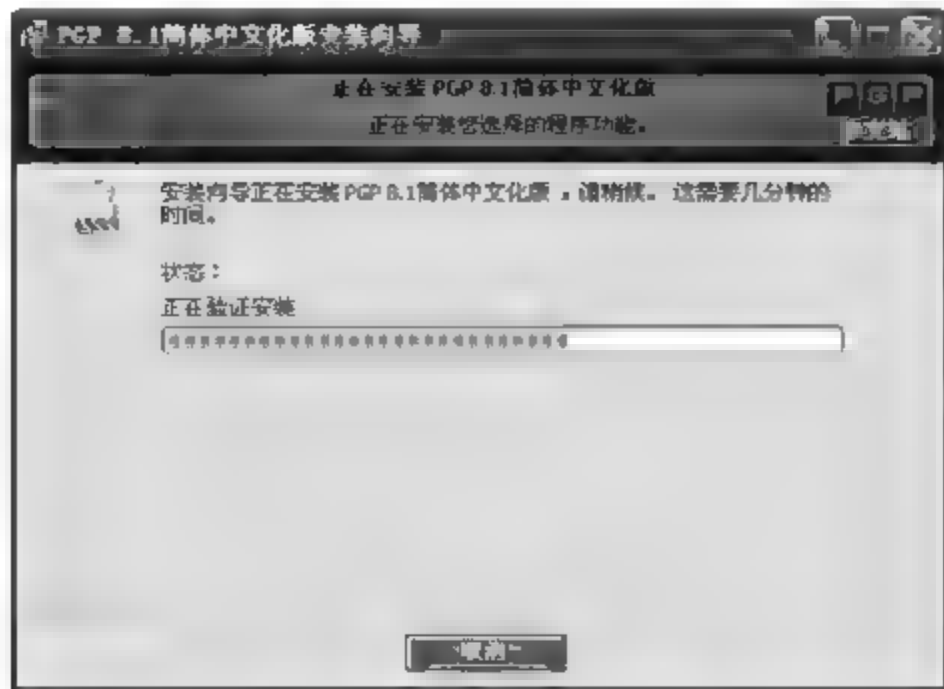 PGP 8.1简体中文化版安装向导
正在安装 PGP 8.1简体中文化版
正在安装您选择的程序功能。
安装向导正在安装 PGP 8.1简体中文化版 ，请稍候。 这需要几分钟的
时间。
状态：
正在验证安装
取消